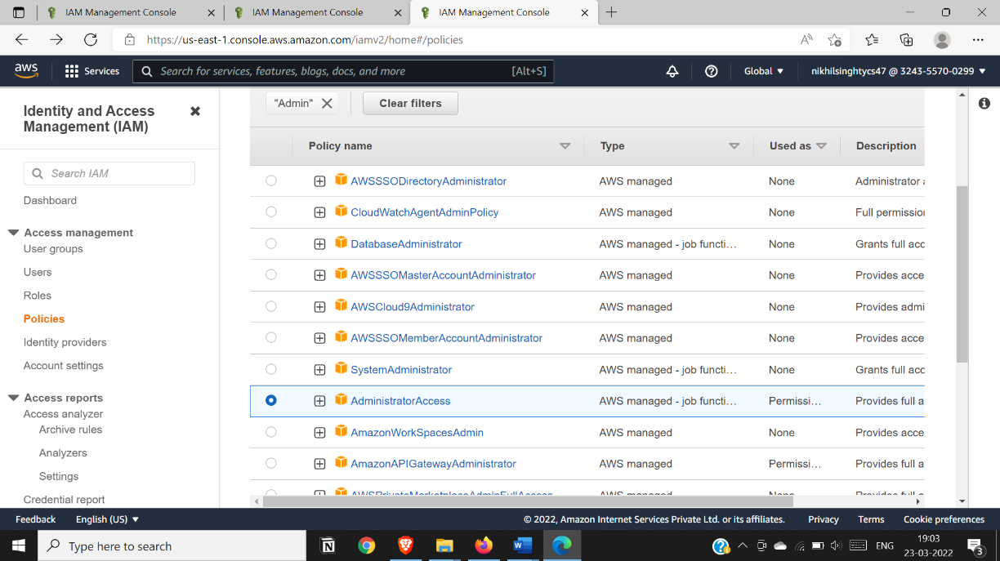 IAM Management Console
IAM Management Console
IAM Management Console
https://us-east-1.console.aws.amazon.com/iamv2/home#/policies
aws
Services
Search for services, features, blogs, docs, and more
[Alt+S]
Global
nikhilsinghtycs47 @ 3243-5570-0299
Identity and Access
Management (IAM)
Search IAM
Dashboard
Access management
User groups
Users
Roles
Policies
Identity providers
Account settings
Access reports
Access analyzer
Archive rules
Analyzers
Settings
Credential report
"Admin"
Clear filters
Policy name Type Used as Description
AWSSSODirectoryAdministrator AWS managed None Administrator a
CloudWatchAgentAdminPolicy AWS managed None Full permission
DatabaseAdministrator AWS managed - job functi… None Grants full acc
AWSSSOMasterAccountAdministrator AWS managed None Provides acce
AWSCloud9Administrator AWS managed None Provides admi
AWSSSOMemberAccountAdministrator AWS managed None Provides acce
SystemAdministrator AWS managed - job functi… None Grants full acc
AdministratorAccess AWS managed - job functi… Permissi… Provides full a
AmazonWorkSpacesAdmin AWS managed None Provides acce
AmazonAPIGatewayAdministrator AWS managed Permissi… Provides full a
AWSPrivateMarketplaceAdminFullAccess AWS managed None Provides full a
Feedback English (US) © 2022, Amazon Internet Services Private Ltd. or its affiliates. Privacy Terms Cookie preferences
Type here to search
ENG
19:03
23-03-2022
3